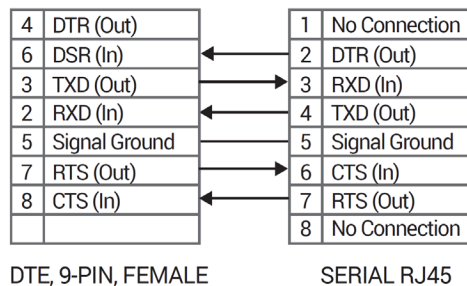 4 DTR (Out) 1 No Connection
6 DSR (In) 2 DTR (Out)
3 TXD (Out) 3 RXD (In)
2 RXD (In) 4 TXD (Out)
5 Signal Ground 5 Signal Ground
7 RTS (Out) 6 CTS (In)
8 CTS (In) 7 RTS (Out)
8 No Connection
DTE, 9-PIN, FEMALE SERIAL RJ45